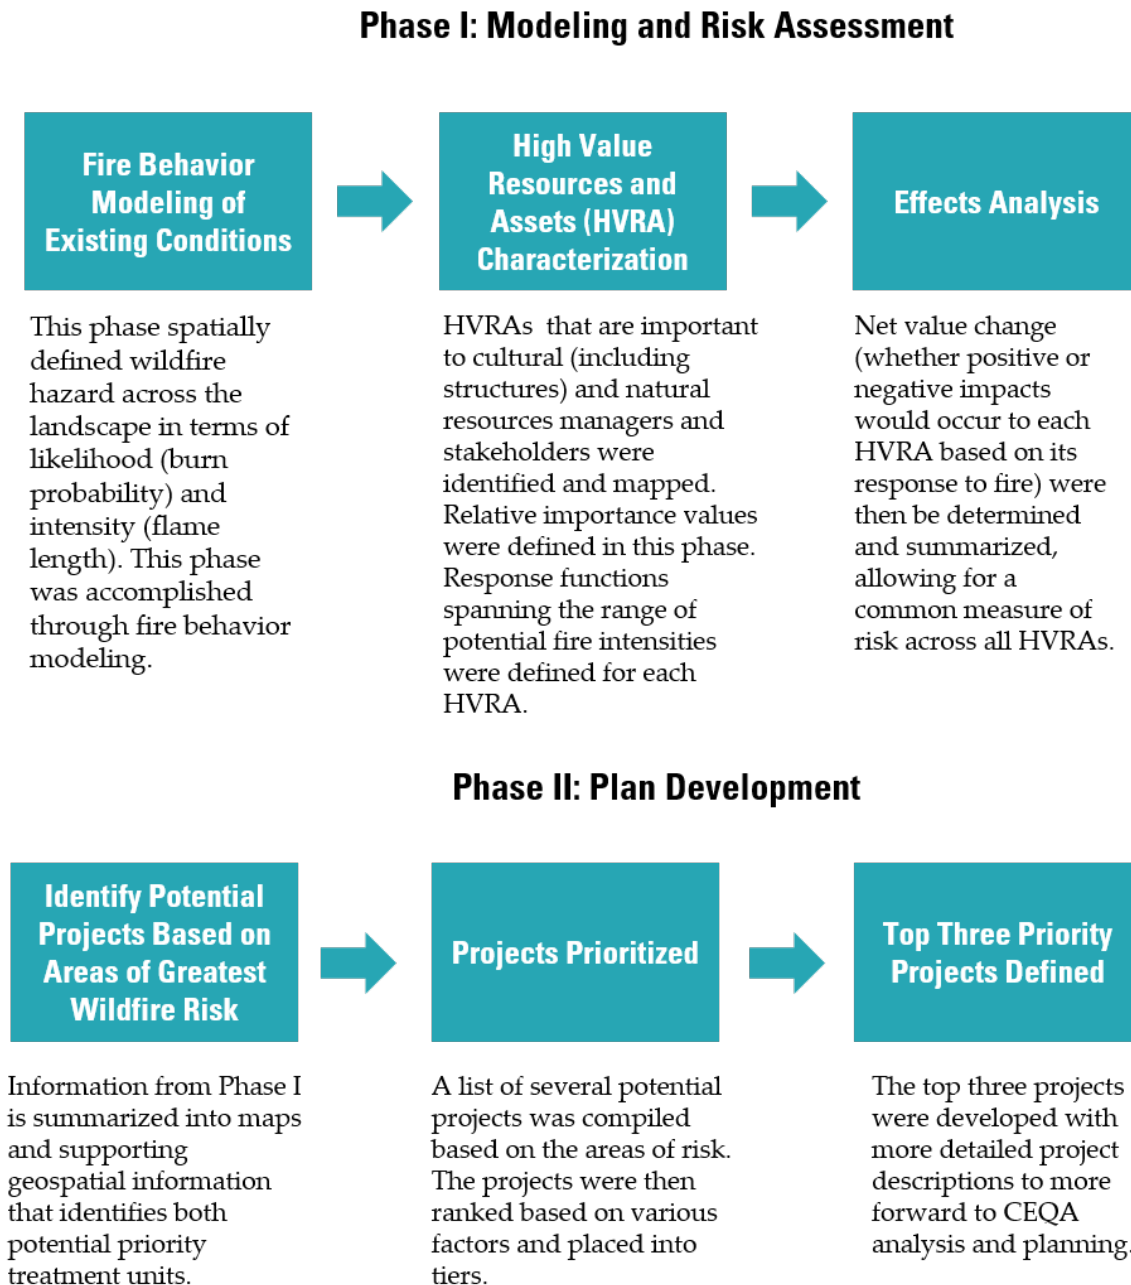 Phase I: Modeling and Risk Assessment
Fire Behavior
Modeling of
Existing Conditions
High Value
Resources and
Assets (HVRA)
Characterization
Effects Analysis
This phase spatially
defined wildfire
hazard across the
landscape in terms of
likelihood (burn
probability) and
intensity (flame
length). This phase
was accomplished
through fire behavior
modeling.
HVRAs  that are important
to cultural (including
structures) and natural
resources managers and
stakeholders were
identified and mapped.
Relative importance values
were defined in this phase.
Response functions
spanning the range of
potential fire intensities
were defined for each
HVRA.
Net value change
(whether positive or
negative impacts
would occur to each
HVRA based on its
response to fire) were
then be determined
and summarized,
allowing for a
common measure of
risk across all HVRAs.
Phase II: Plan Development
Identify Potential
Projects Based on
Areas of Greatest
Wildfire Risk
Projects Prioritized
Top Three Priority
Projects Defined
Information from Phase I
is summarized into maps
and supporting
geospatial information
that identifies both
potential priority
treatment units.
A list of several potential
projects was compiled
based on the areas of risk.
The projects were then
ranked based on various
factors and placed into
tiers.
The top three projects
were developed with
more detailed project
descriptions to more
forward to CEQA
analysis and planning.